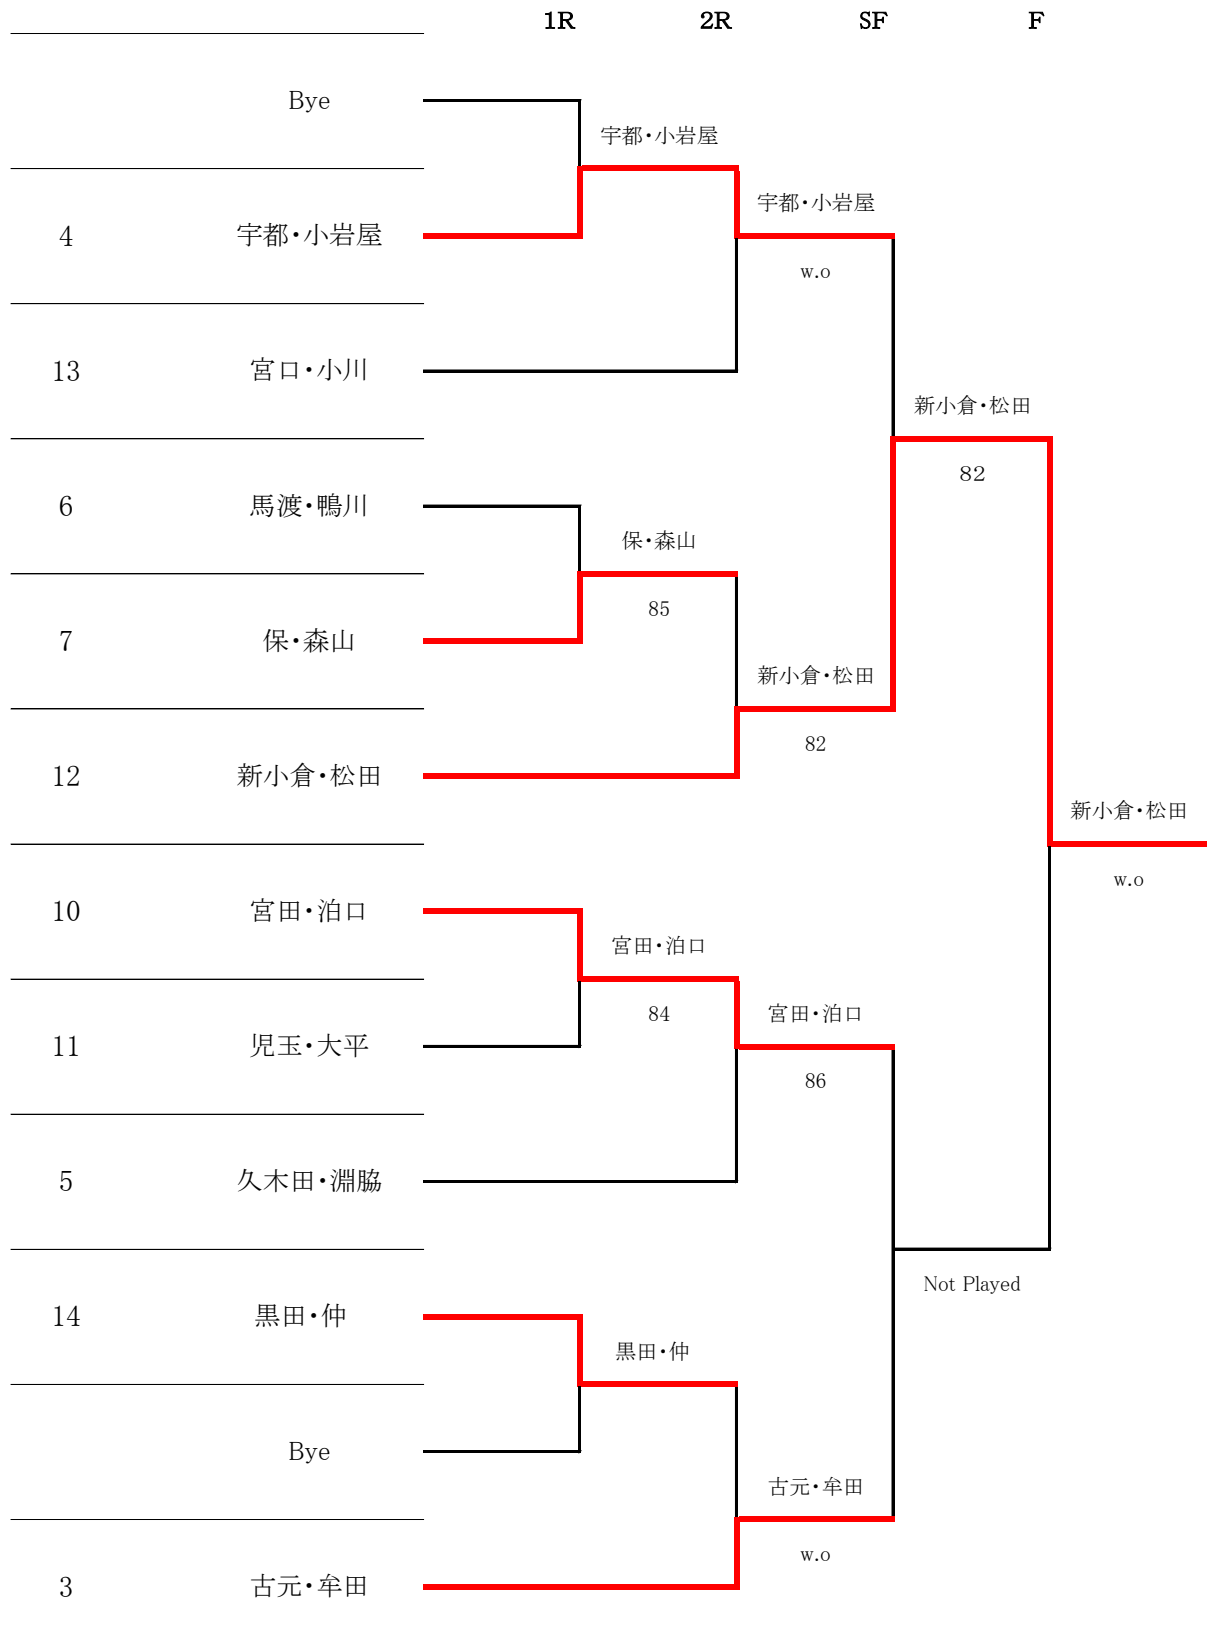 1R 2R SF F
Bye
宇都・小岩屋
4 宇都・小岩屋
宇都・小岩屋
w.o
13 宮口・小川
新小倉・松田
82
6 馬渡・鴨川
保・森山
85
7 保・森山
新小倉・松田
82
12 新小倉・松田
新小倉・松田
w.o
10 宮田・泊口
宮田・泊口
84
宮田・泊口
11 児玉・大平
86
5 久木田・淵脇
Not Played
14 黒田・仲
黒田・仲
Bye
古元・牟田
w.o
3 古元・牟田